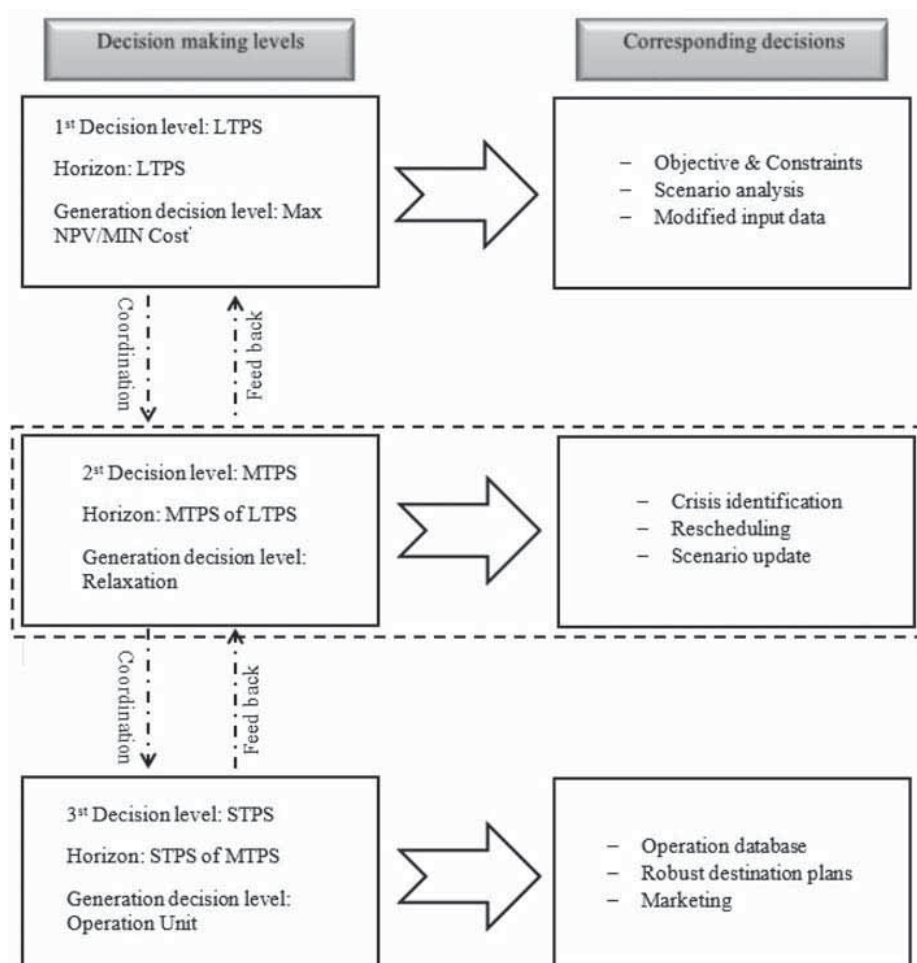 Decision making levels
Corresponding decisions
1st Decision level: LTPS
Horizon: LTPS
Generation decision level: Max
NPV/MIN Cost'
– Objective & Constraints
– Scenario analysis
– Modified input data
Coordination
Feed back
2st Decision level: MTPS
Horizon: MTPS of LTPS
Generation decision level:
Relaxation
– Crisis identification
– Rescheduling
– Scenario update
Coordination
Feed back
3st Decision level: STPS
Horizon: STPS of MTPS
Generation decision level:
Operation Unit
– Operation database
– Robust destination plans
– Marketing